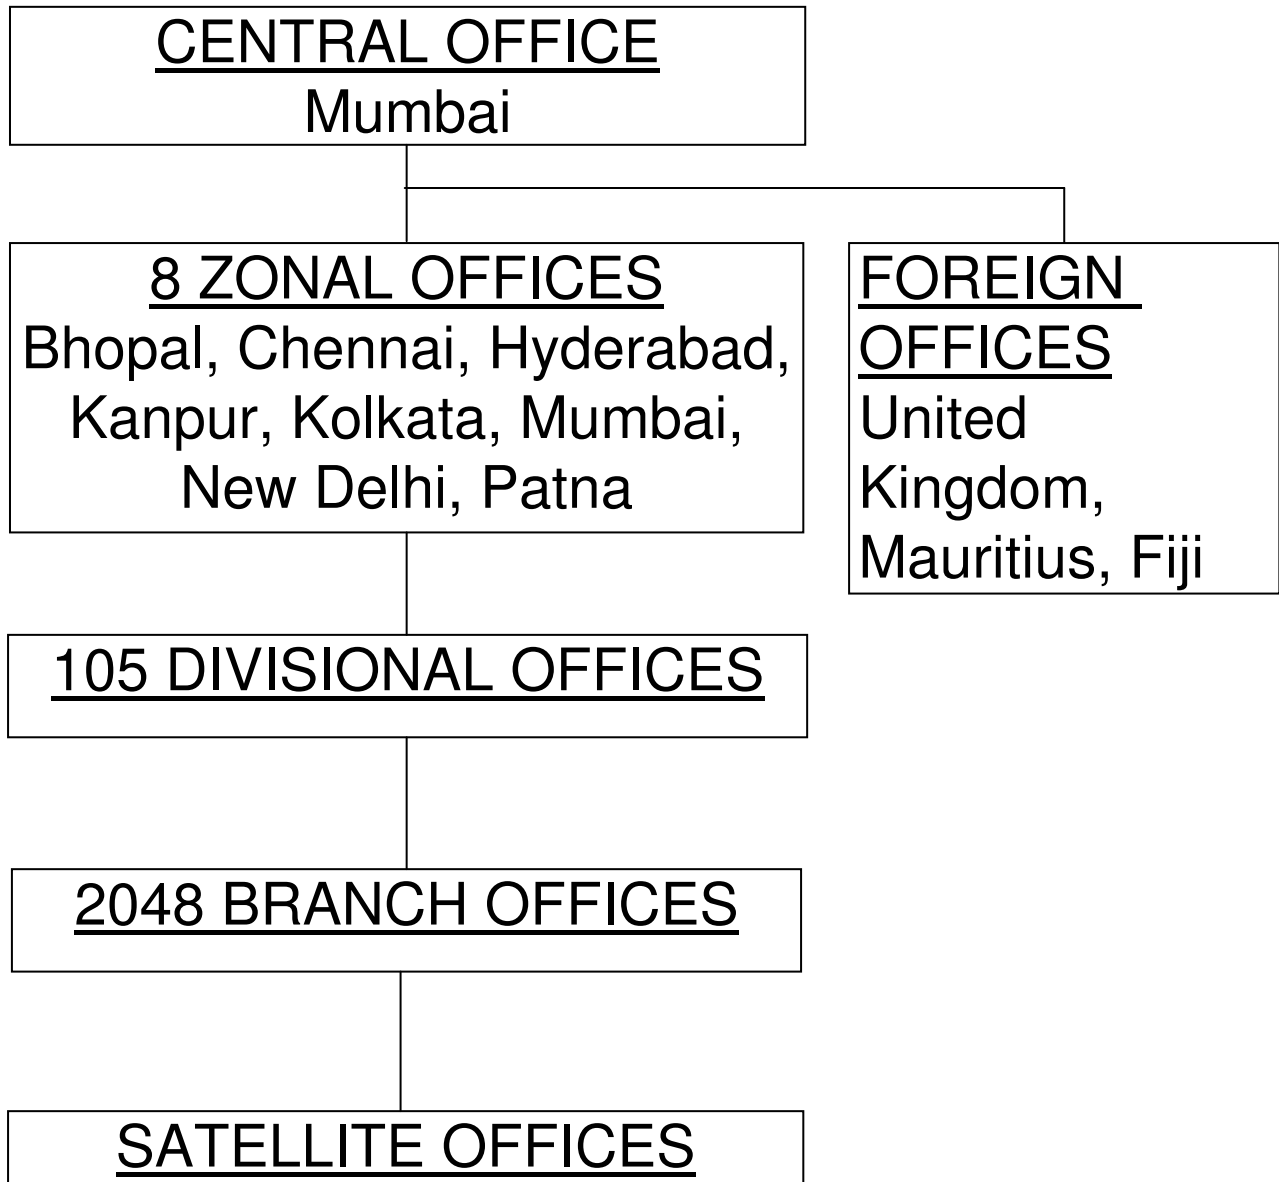 CENTRAL OFFICE
Mumbai
8 ZONAL OFFICES
Bhopal, Chennai, Hyderabad,
Kanpur, Kolkata, Mumbai,
New Delhi, Patna
FOREIGN
OFFICES
United
Kingdom,
Mauritius, Fiji
105 DIVISIONAL OFFICES
2048 BRANCH OFFICES
SATELLITE OFFICES